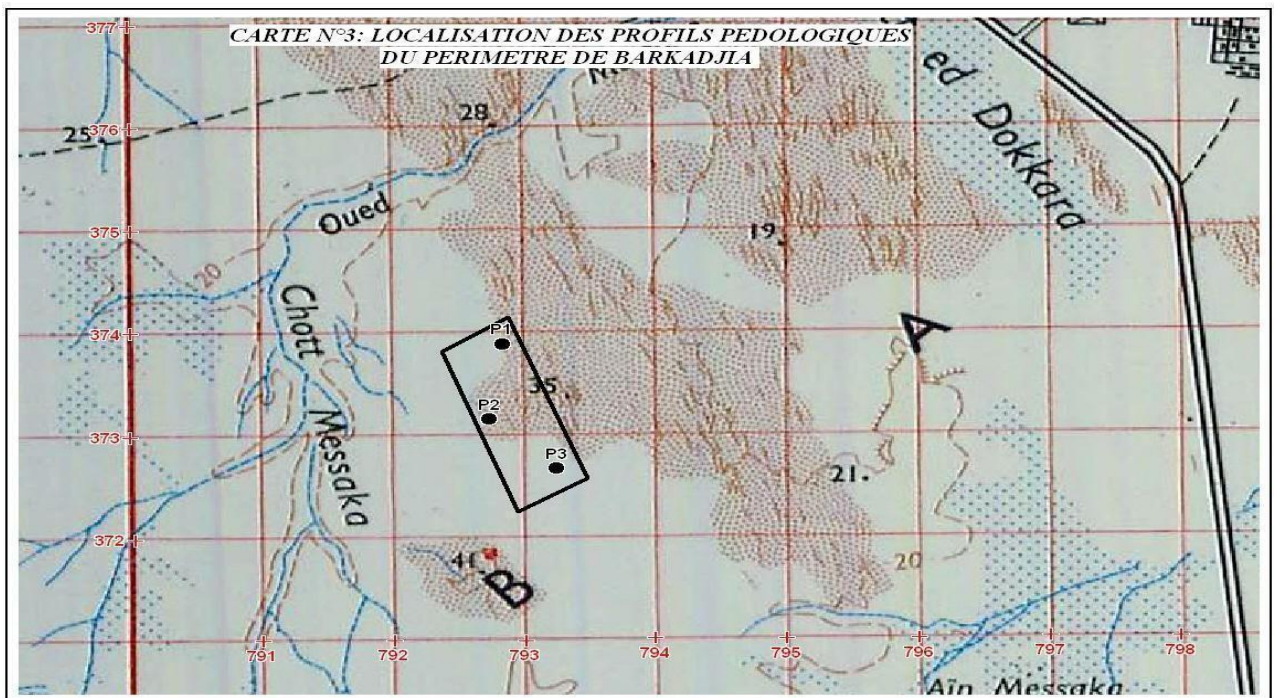 377
CARTE N°3: LOCALISATION DES PROFILS PEDOLOGIQUES
DU PERIMETRE DE BARKADJIA
ed Dokkara
28
376
25
Oued
375
19
20
Chott
Messaka
374
P1
A
35
P2
373
P3
21
372
41
B
20
791
792
793
794
795
796
797
798
Aïn Messaka